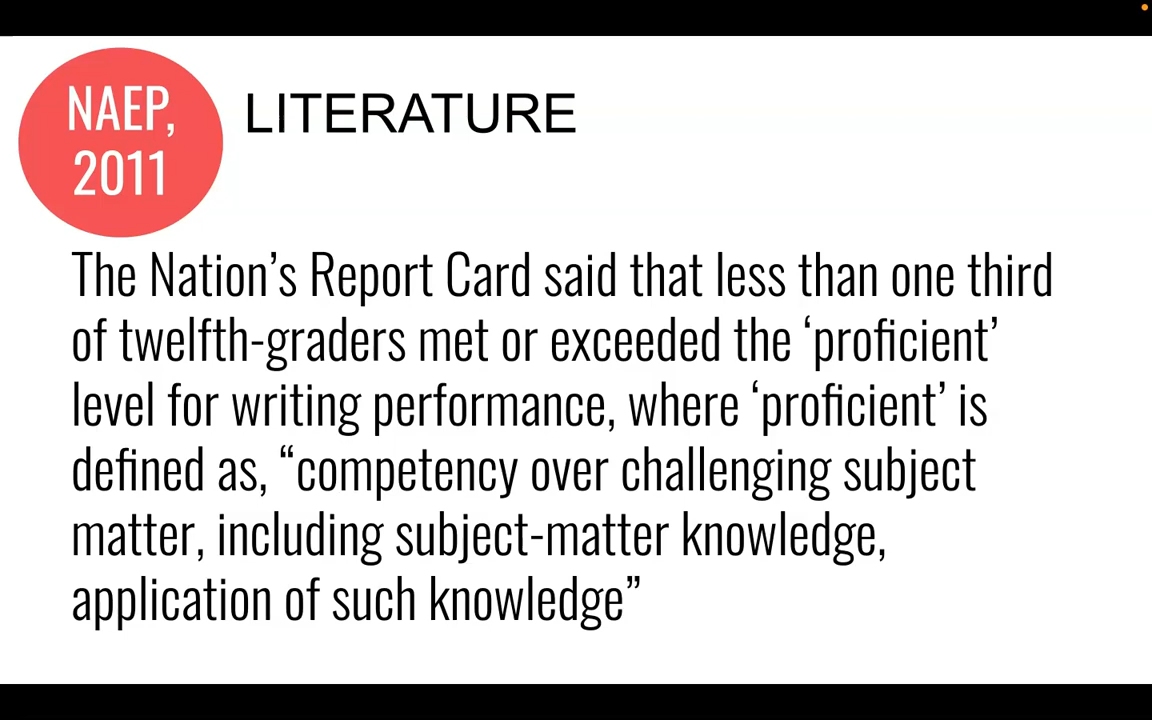 NAEP,
2011
LITERATURE
The Nation’s Report Card said that less than one third
of twelfth-graders met or exceeded the ‘proficient’
level for writing performance, where ‘proficient’ is
defined as, “competency over challenging subject
matter, including subject-matter knowledge,
application of such knowledge”